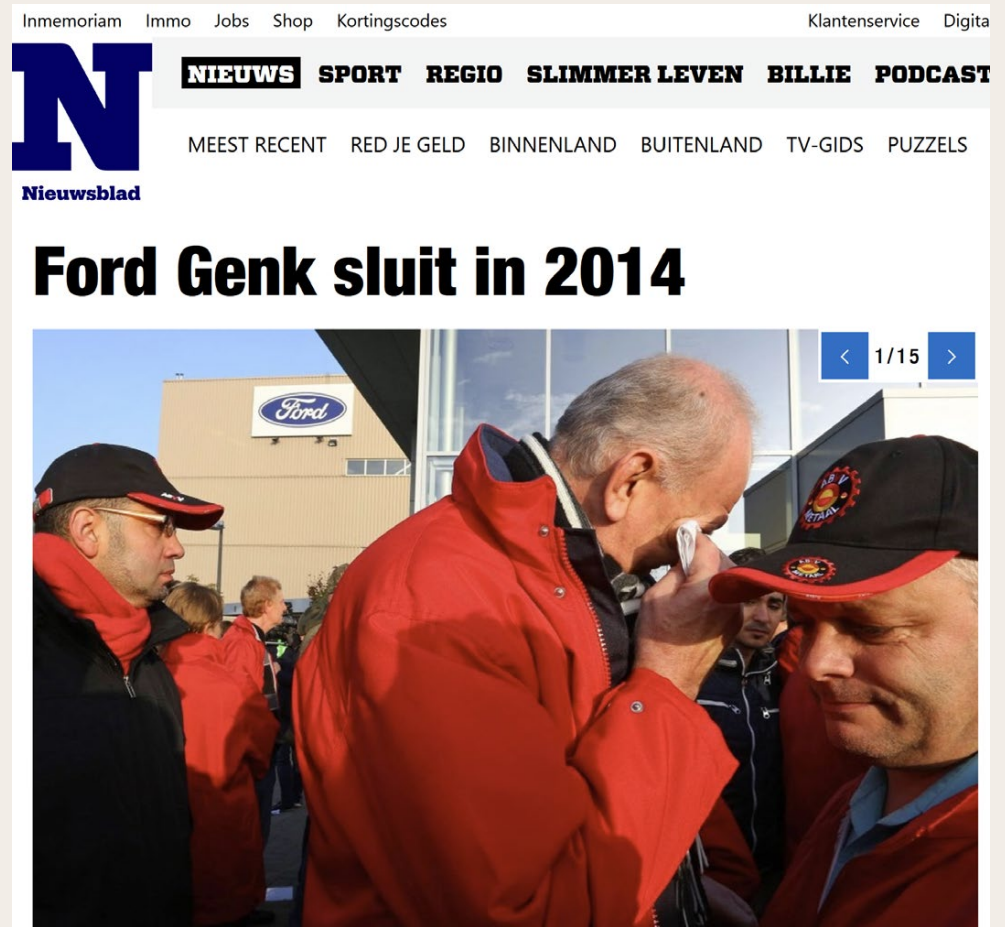 Inmemoriam Immo Jobs Shop Kortingscodes Klantenservice Digita
N
NIEUWS SPORT REGIO SLIMMER LEVEN BILLIE PODCAST
MEEST RECENT RED JE GELD BINNENLAND BUITENLAND TV-GIDS PUZZELS
Nieuwsblad
Ford Genk sluit in 2014
1/15
Ford
METAAL